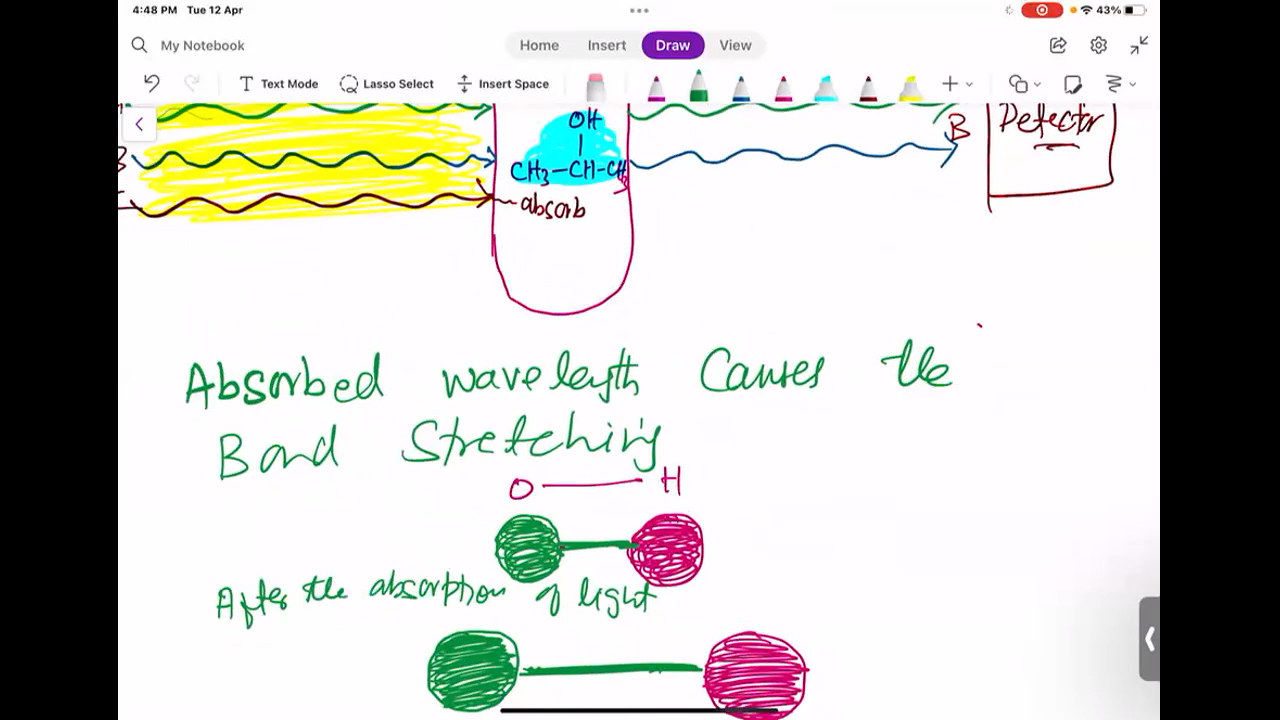 4:48 PM Tue 12 Apr
43%
My Notebook
Home Insert Draw View
Text Mode Lasso Select Insert Space
OH
B
Detector
CH3-CH-CH3
absorb
Absorbed wavelength Causes the
Bond Stretching
O H
After the absorption of light